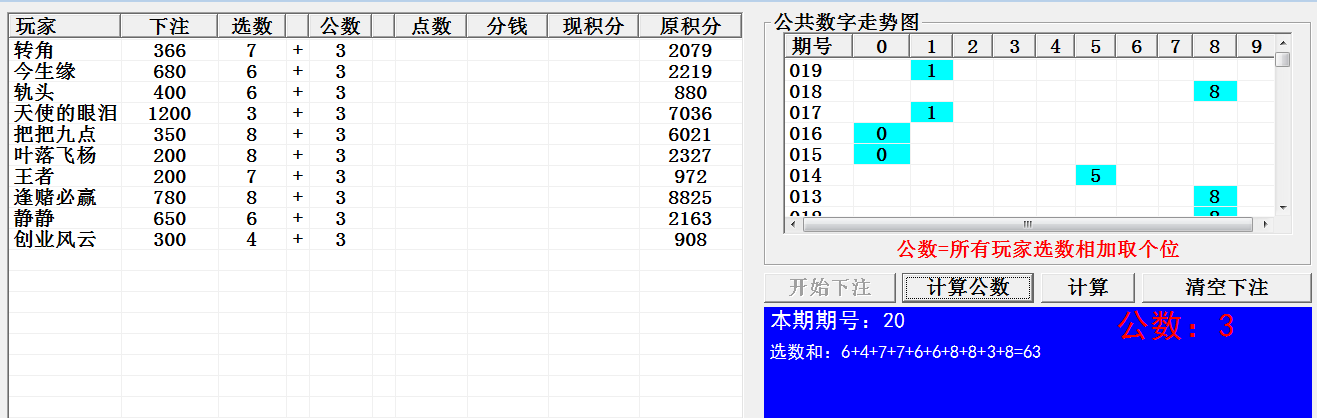 玩家 下注 选数 公数 点数 分钱 现积分 原积分
转角 366 7 + 3 2079
今生缘 680 6 + 3 2219
轨头 400 6 + 3 880
天使的眼泪 1200 3 + 3 7036
把把九点 350 8 + 3 6021
叶落飞杨 200 8 + 3 2327
王者 200 7 + 3 972
逢赌必赢 780 8 + 3 8825
静静 650 6 + 3 2163
创业风云 300 4 + 3 908
公共数字走势图
期号 0 1 2 3 4 5 6 7 8 9
019 1
018 8
017 1
016 0
015 0
014 5
013 8
公数=所有玩家选数相加取个位
开始下注 计算公数 计算 清空下注
本期期号：20 公数：3
选数和：6+4+7+7+6+6+8+8+3+8=63